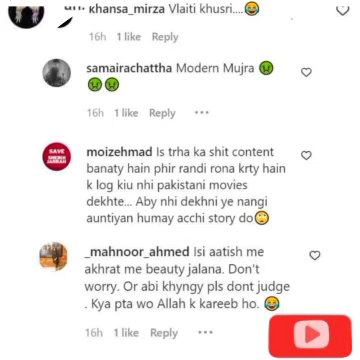 khansa_mirza Vlaiti khusri....😂
16h 1 like Reply
samairachattha Modern Mujra 🤢
🤢🤢
16h 1 like Reply ...
SAVE
SHEIKH
JARRAH
moizehmad Is trha ka shit content
banaty hain phir randi rona krty hain
k log kiu nhi pakistani movies
dekhte... Aby nhi dekhni ye nangi
auntiyan humay acchi story do🙄
_mahnoor_ahmed Isi aatish me
akhrat me beauty jalana. Don't
worry. Or abi khyngy pls dont judge
. Kya pta wo Allah k kareeb ho. 😂
16h 1 like Reply ...